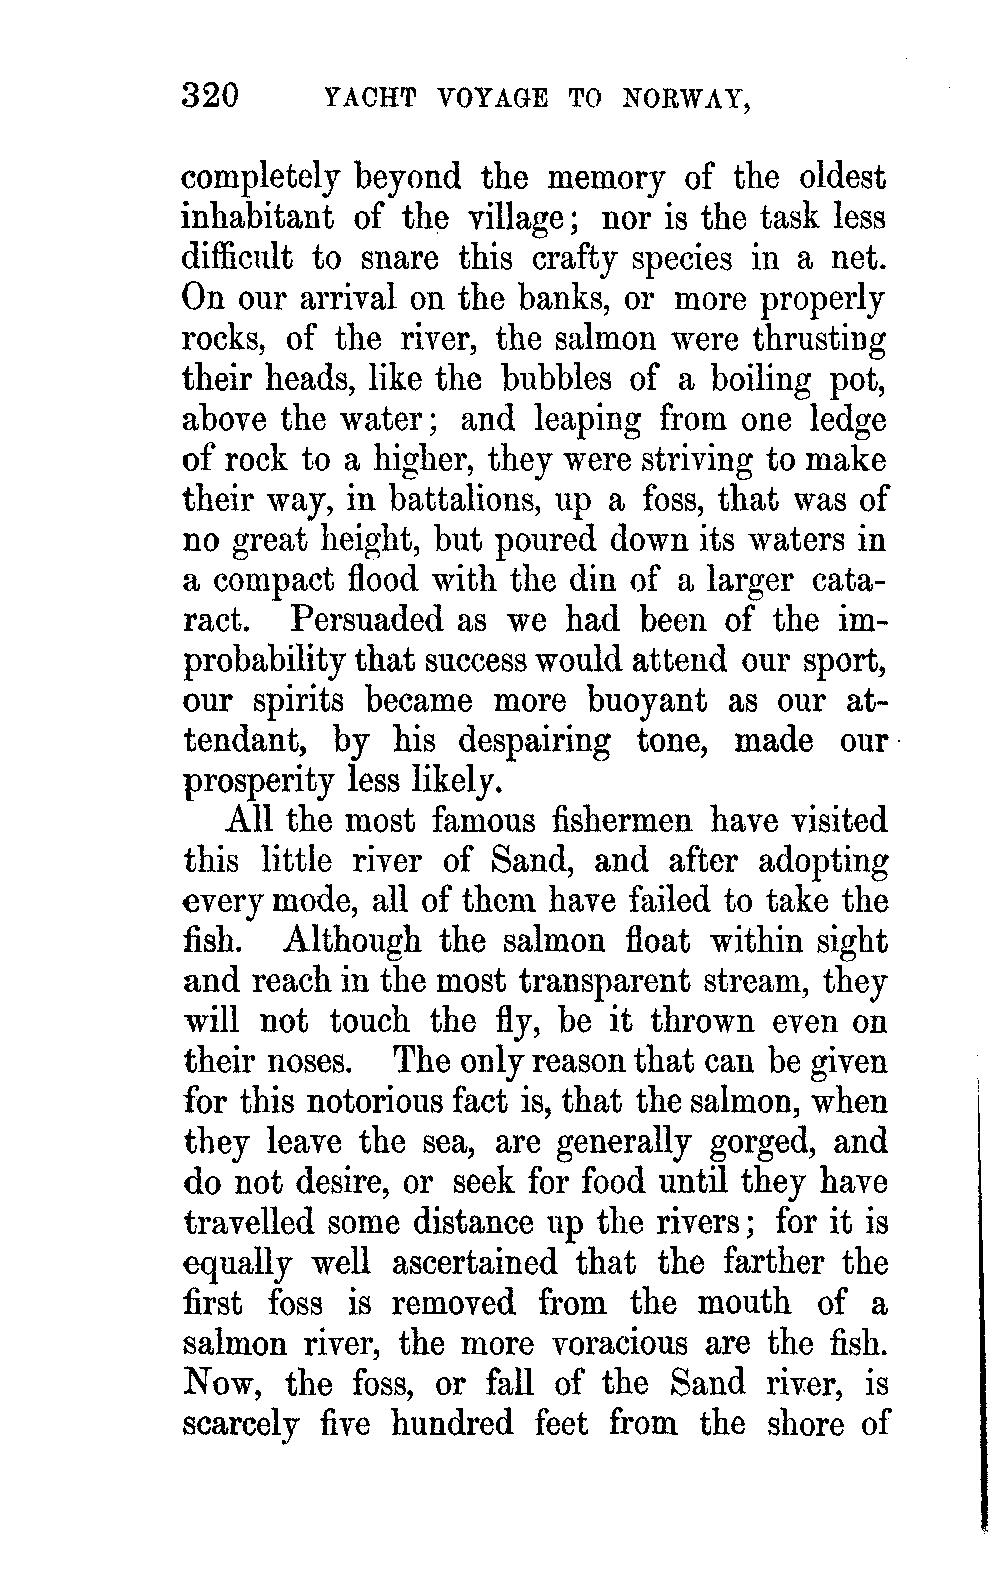 320 YACHT VOYAGE TO NORWAY,
completely beyond the memory of the oldest
inhabitant of the village; nor is the task less
difficult to snare this crafty species in a net.
On our arrival on the banks, or more properly
rocks, of the river, the salmon were thrusting
their heads, like the bubbles of a boiling pot,
above the water; and leaping from one ledge
of rock to a higher, they were striving to make
their way, in battalions, up a foss, that was of
no great height, but poured down its waters in
a compact flood with the din of a larger cata-
ract. Persuaded as we had been of the im-
probability that success would attend our sport,
our spirits became more buoyant as our at-
tendant, by his despairing tone, made our
prosperity less likely.
All the most famous fishermen have visited
this little river of Sand, and after adopting
every mode, all of them have failed to take the
fish. Although the salmon float within sight
and reach in the most transparent stream, they
will not touch the fly, be it thrown even on
their noses. The only reason that can be given
for this notorious fact is, that the salmon, when
they leave the sea, are generally gorged, and
do not desire, or seek for food until they have
travelled some distance up the rivers; for it is
equally well ascertained that the farther the
first foss is removed from the mouth of a
salmon river, the more voracious are the fish.
Now, the foss, or fall of the Sand river, is
scarcely five hundred feet from the shore of